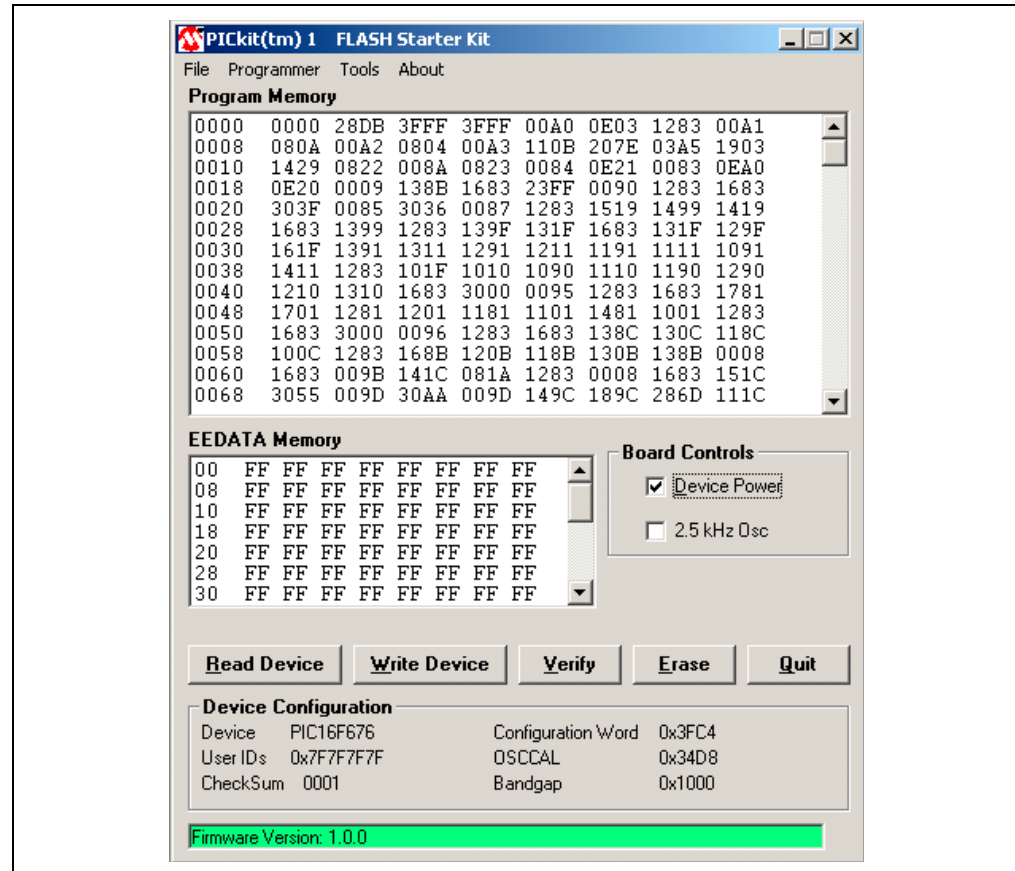 PICkit(tm) 1 FLASH Starter Kit
File Programmer Tools About
Program Memory
0000 0000 28DB 3FFF 3FFF 00A0 0E03 1283 00A1
0008 080A 00A2 0804 00A3 110B 207E 03A5 1903
0010 1429 0822 008A 0823 0084 0E21 0083 0EA0
0018 0E20 0009 138B 1683 23FF 0090 1283 1683
0020 303F 0085 3036 0087 1283 1519 1499 1419
0028 1683 1399 1283 139F 131F 1683 131F 129F
0030 161F 1391 1311 1291 1211 1191 1111 1091
0038 1411 1283 101F 1010 1090 1110 1190 1290
0040 1210 1310 1683 3000 0095 1283 1683 1781
0048 1701 1281 1201 1181 1101 1481 1001 1283
0050 1683 3000 0096 1283 1683 138C 130C 118C
0058 100C 1283 168B 120B 118B 130B 138B 0008
0060 1683 009B 141C 081A 1283 0008 1683 151C
0068 3055 009D 30AA 009D 149C 189C 286D 111C
EEDATA Memory
00 FF FF FF FF FF FF FF FF
08 FF FF FF FF FF FF FF FF
10 FF FF FF FF FF FF FF FF
18 FF FF FF FF FF FF FF FF
20 FF FF FF FF FF FF FF FF
28 FF FF FF FF FF FF FF FF
30 FF FF FF FF FF FF FF FF
Board Controls
Device Power
2.5 kHz Osc
Read Device Write Device Verify Erase Quit
Device Configuration
Device PIC16F676 Configuration Word 0x3FC4
User IDs 0x7F7F7F7F OSCCAL 0x34D8
CheckSum 0001 Bandgap 0x1000
Firmware Version: 1.0.0